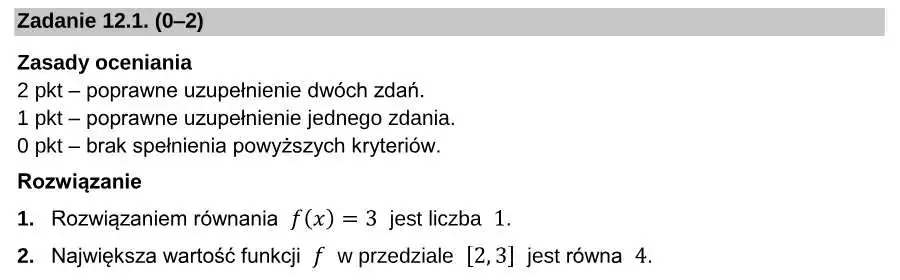 Zadanie 12.1. (0–2)
Zasady oceniania
2 pkt – poprawne uzupełnienie dwóch zdań.
1 pkt – poprawne uzupełnienie jednego zdania.
0 pkt – brak spełnienia powyższych kryteriów.
Rozwiązanie
1. Rozwiązaniem równania f(x) = 3 jest liczba 1.
2. Największa wartość funkcji f w przedziale [2, 3] jest równa 4.